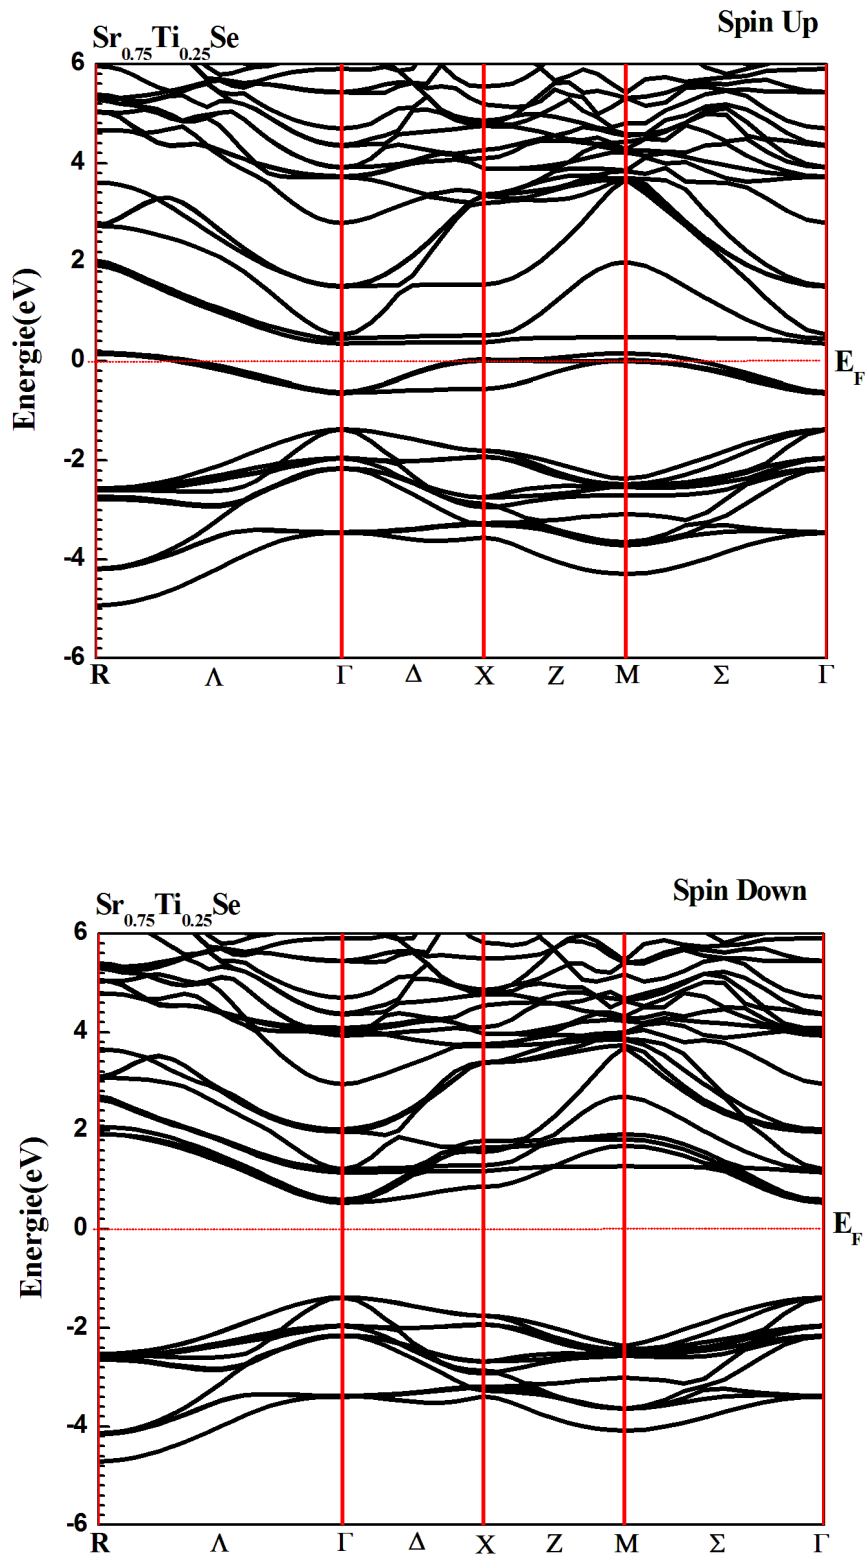 Spin Up
Sr0.75Ti0.25Se
6
4
2
0
-2
-4
-6
Energie(eV)
EF
R Λ Γ Δ X Z M Σ Γ
Spin Down
Sr0.75Ti0.25Se
6
4
2
0
-2
-4
-6
Energie(eV)
EF
R Λ Γ Δ X Z M Σ Γ